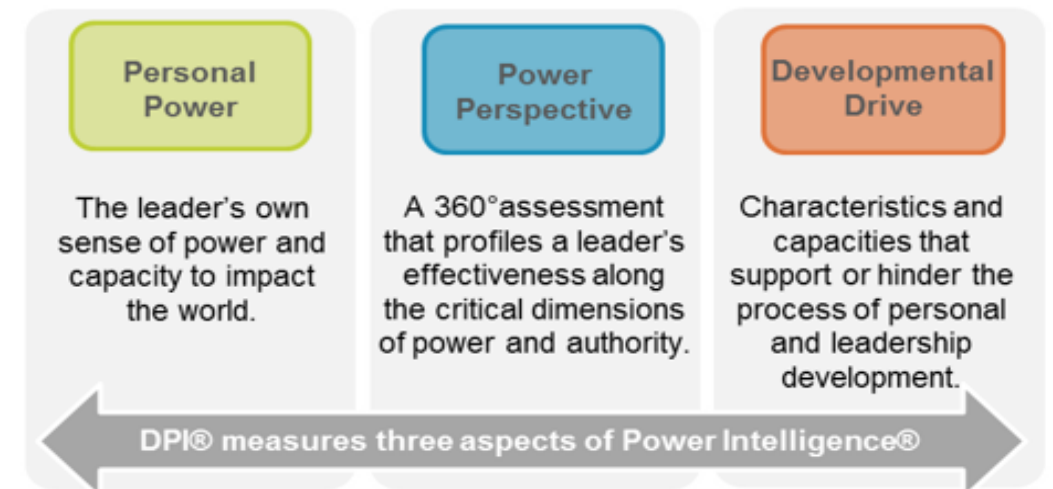 Personal
Power
The leader's own
sense of power and
capacity to impact
the world.
Power
Perspective
A 360°assessment
that profiles a leader's
effectiveness along
the critical dimensions
of power and authority.
Developmental
Drive
Characteristics and
capacities that
support or hinder the
process of personal
and leadership
development.
DPI® measures three aspects of Power Intelligence®